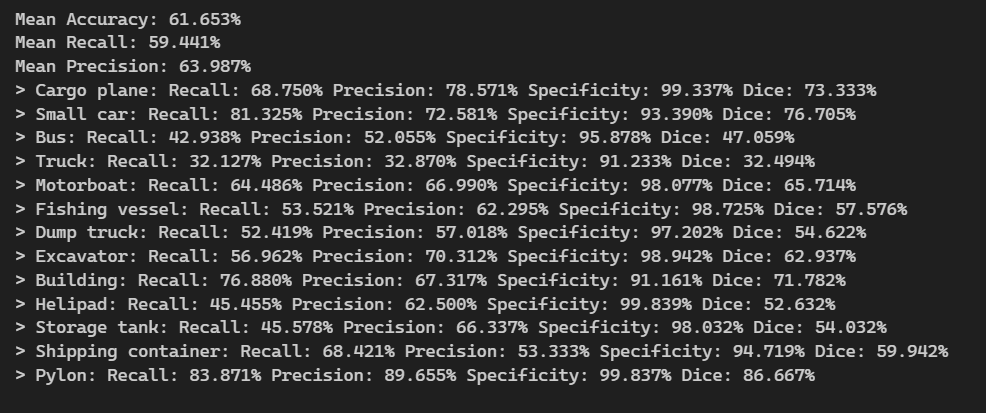 Mean Accuracy: 61.653%
Mean Recall: 59.441%
Mean Precision: 63.987%
> Cargo plane: Recall: 68.750% Precision: 78.571% Specificity: 99.337% Dice: 73.333%
> Small car: Recall: 81.325% Precision: 72.581% Specificity: 93.390% Dice: 76.705%
> Bus: Recall: 42.938% Precision: 52.055% Specificity: 95.878% Dice: 47.059%
> Truck: Recall: 32.127% Precision: 32.870% Specificity: 91.233% Dice: 32.494%
> Motorboat: Recall: 64.486% Precision: 66.990% Specificity: 98.077% Dice: 65.714%
> Fishing vessel: Recall: 53.521% Precision: 62.295% Specificity: 98.725% Dice: 57.576%
> Dump truck: Recall: 52.419% Precision: 57.018% Specificity: 97.202% Dice: 54.622%
> Excavator: Recall: 56.962% Precision: 70.312% Specificity: 98.942% Dice: 62.937%
> Building: Recall: 76.880% Precision: 67.317% Specificity: 91.161% Dice: 71.782%
> Helipad: Recall: 45.455% Precision: 62.500% Specificity: 99.839% Dice: 52.632%
> Storage tank: Recall: 45.578% Precision: 66.337% Specificity: 98.032% Dice: 54.032%
> Shipping container: Recall: 68.421% Precision: 53.333% Specificity: 94.719% Dice: 59.942%
> Pylon: Recall: 83.871% Precision: 89.655% Specificity: 99.837% Dice: 86.667%